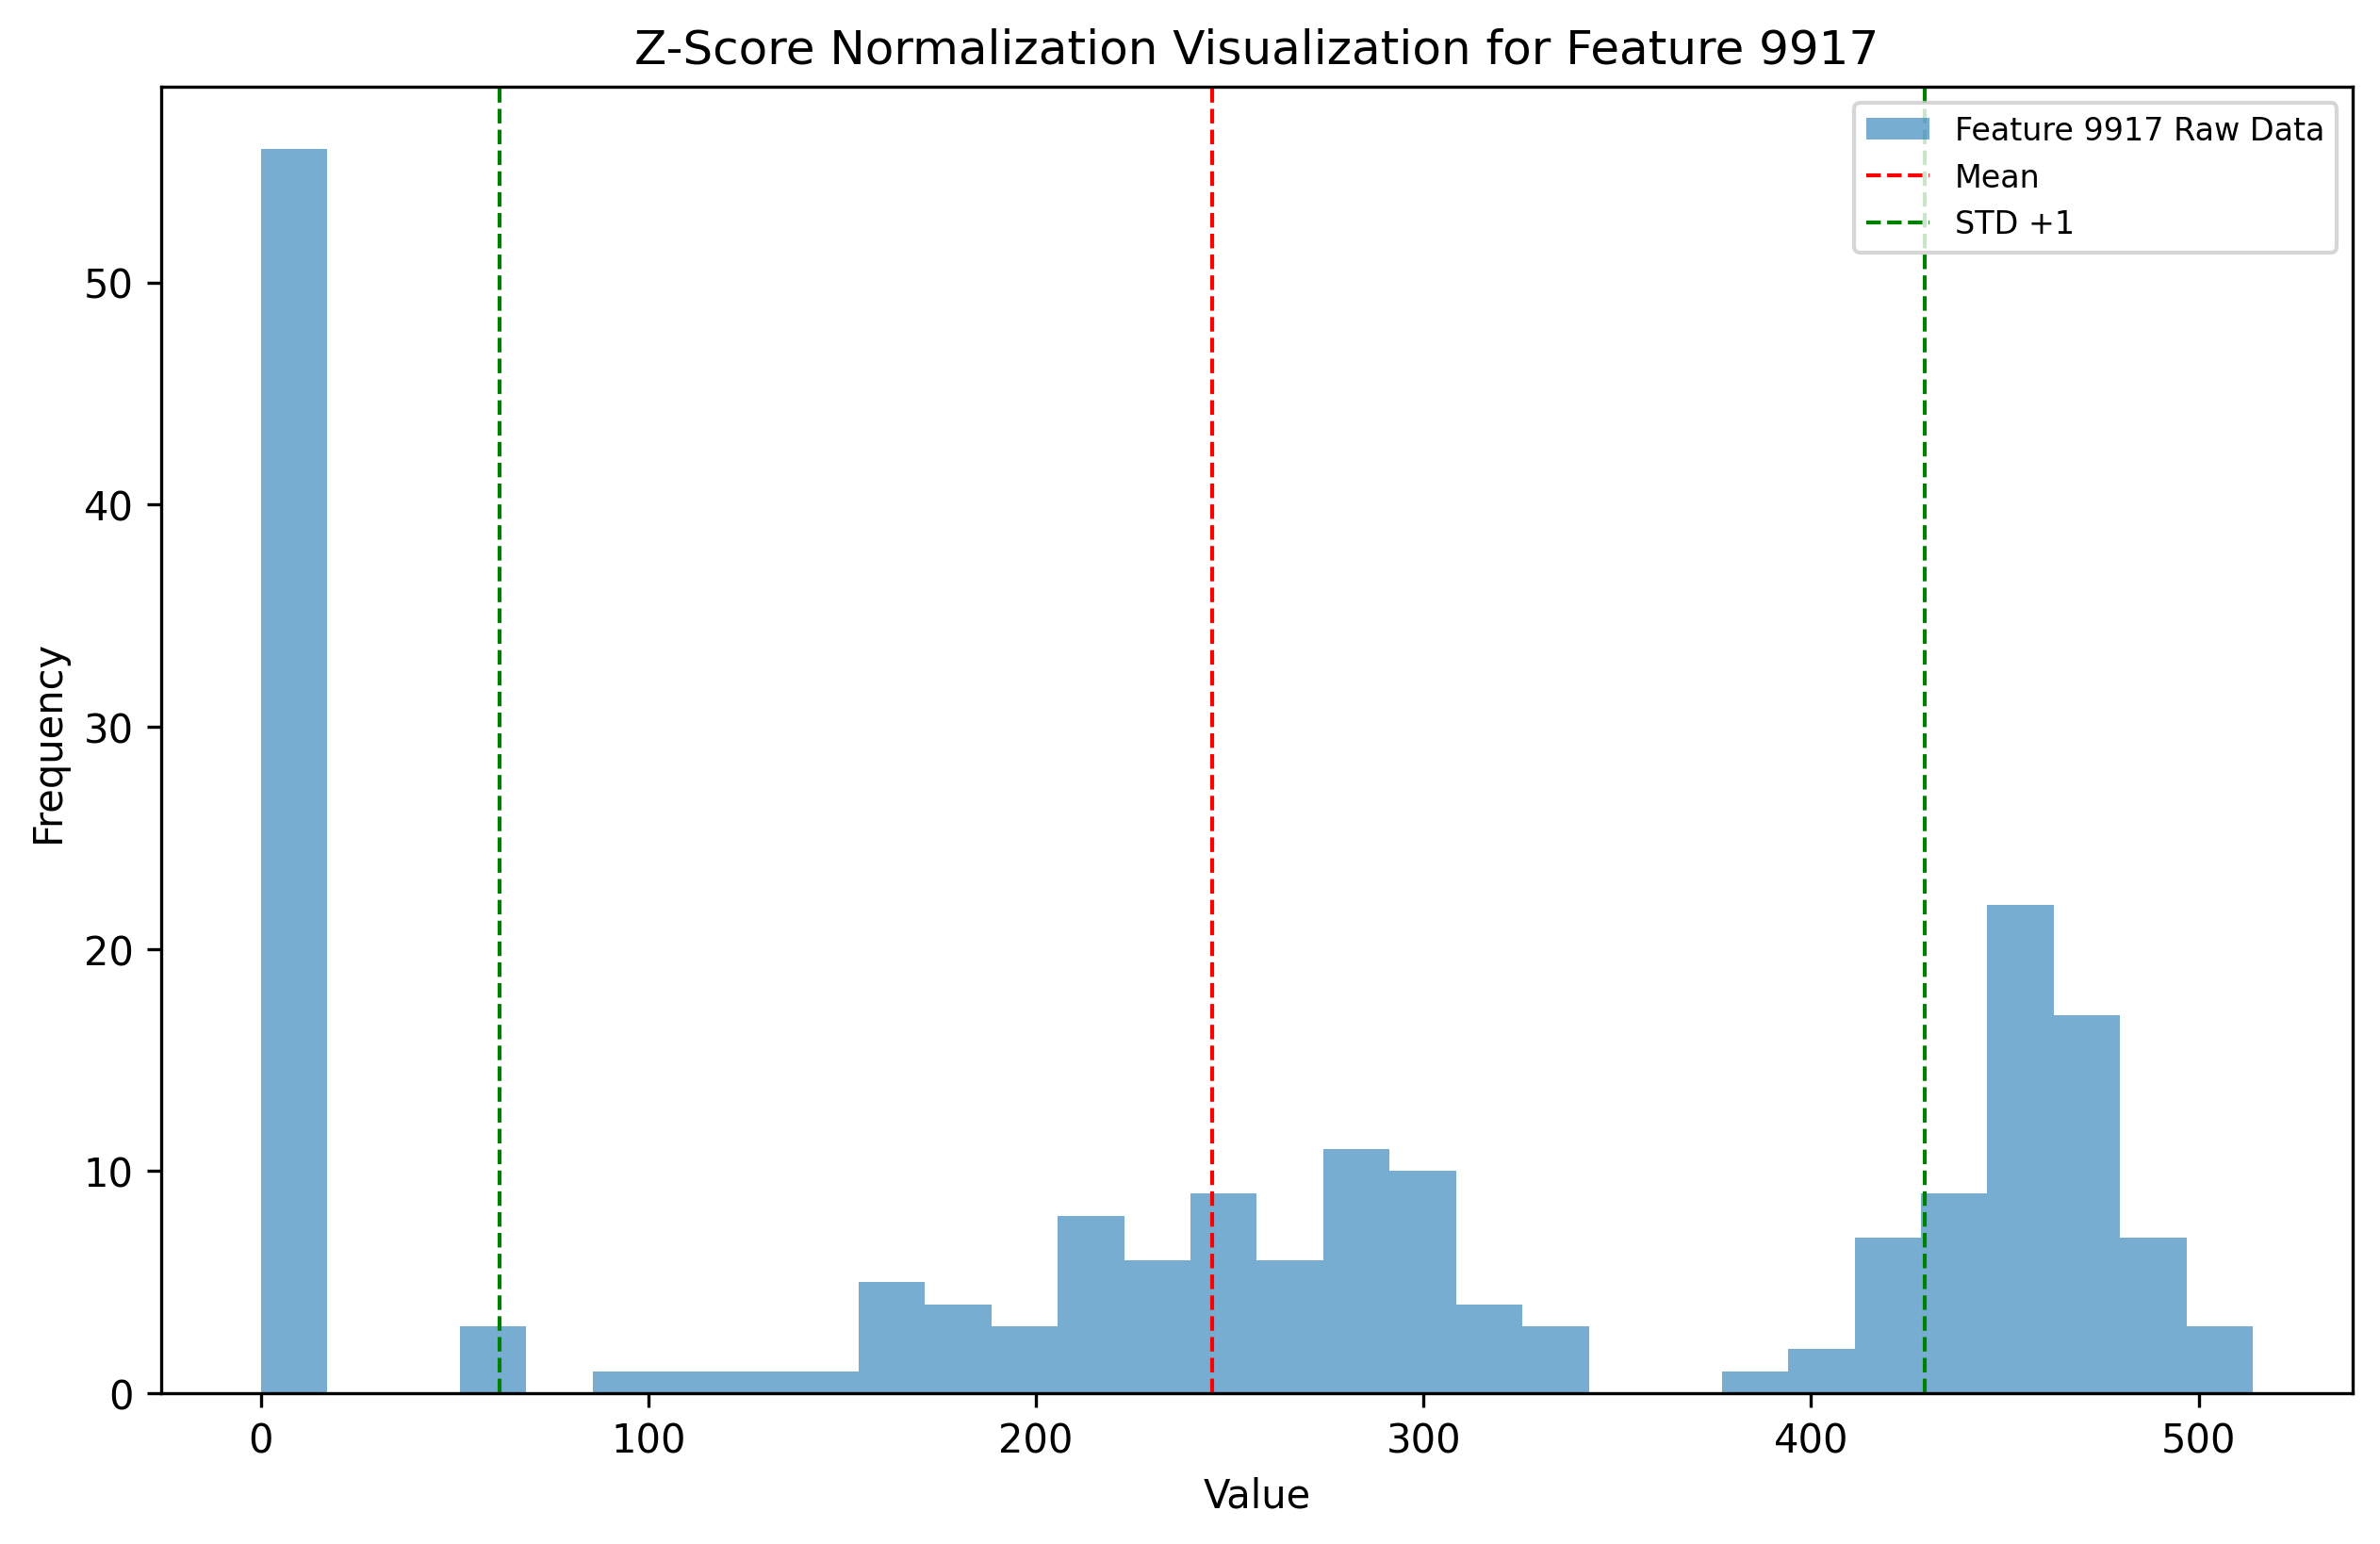 Z-Score Normalization Visualization for Feature 9917
Feature 9917 Raw Data
Mean
STD +1
Frequency
50
40
30
20
10
0
0 100 200 300 400 500
Value